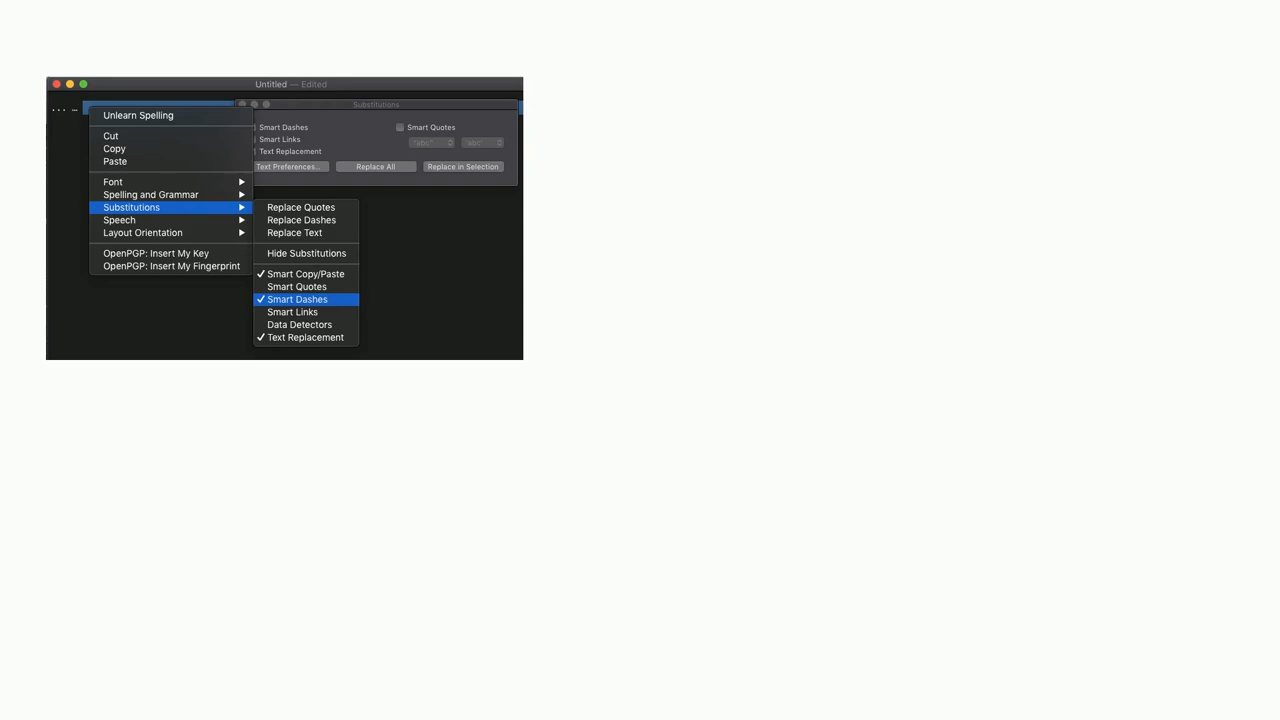 Untitled — Edited
... …
Substitutions
Unlearn Spelling
Cut
Copy
Paste
Font
Spelling and Grammar
Substitutions
Speech
Layout Orientation
OpenPGP: Insert My Key
OpenPGP: Insert My Fingerprint
Smart Dashes
Smart Quotes
Smart Links
"abc"
'abc'
Text Replacement
Text Preferences...
Replace All
Replace in Selection
Replace Quotes
Replace Dashes
Replace Text
Hide Substitutions
✓ Smart Copy/Paste
Smart Quotes
✓ Smart Dashes
Smart Links
Data Detectors
✓ Text Replacement